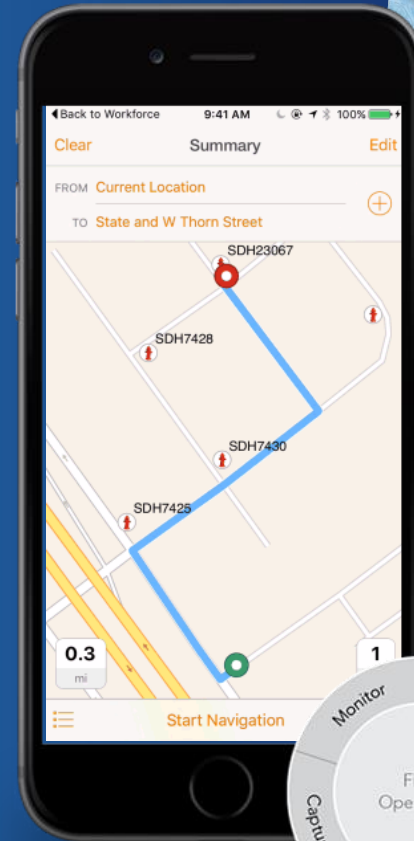 Back to Workforce 9:41 AM 100%
Clear Summary Edit
FROM Current Location
TO State and W Thorn Street
SDH23067
SDH7428
SDH7430
SDH7425
0.3
mi
1
Start Navigation
Monitor